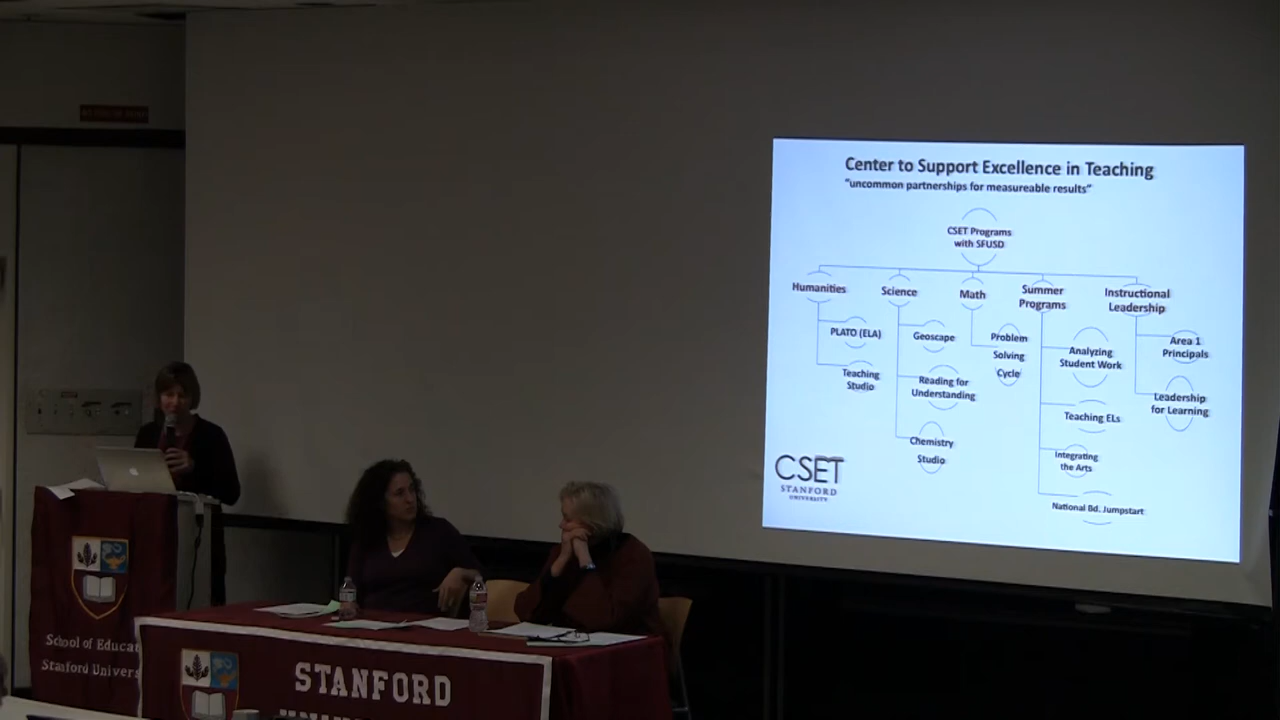 Center to Support Excellence in Teaching
"uncommon partnerships for measureable results"
CSET Programs
with SFUSD
Humanities
Science
Math
Summer
Programs
Instructional
Leadership
PLATO (ELA)
Teaching
Studio
Geoscape
Reading for
Understanding
Chemistry
Studio
Problem
Solving
Cycle
Analyzing
Student Work
Teaching ELs
Integrating
the Arts
National Bd. Jumpstart
Area 1
Principals
Leadership
for Learning
CSET
STANFORD
UNIVERSITY
School of Educat
Stanford Univers
STANFORD